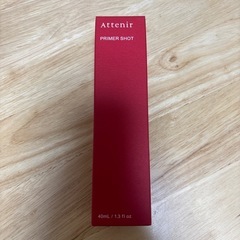 Attenir
PRIMER SHOT
40mL / 1.3 fl oz